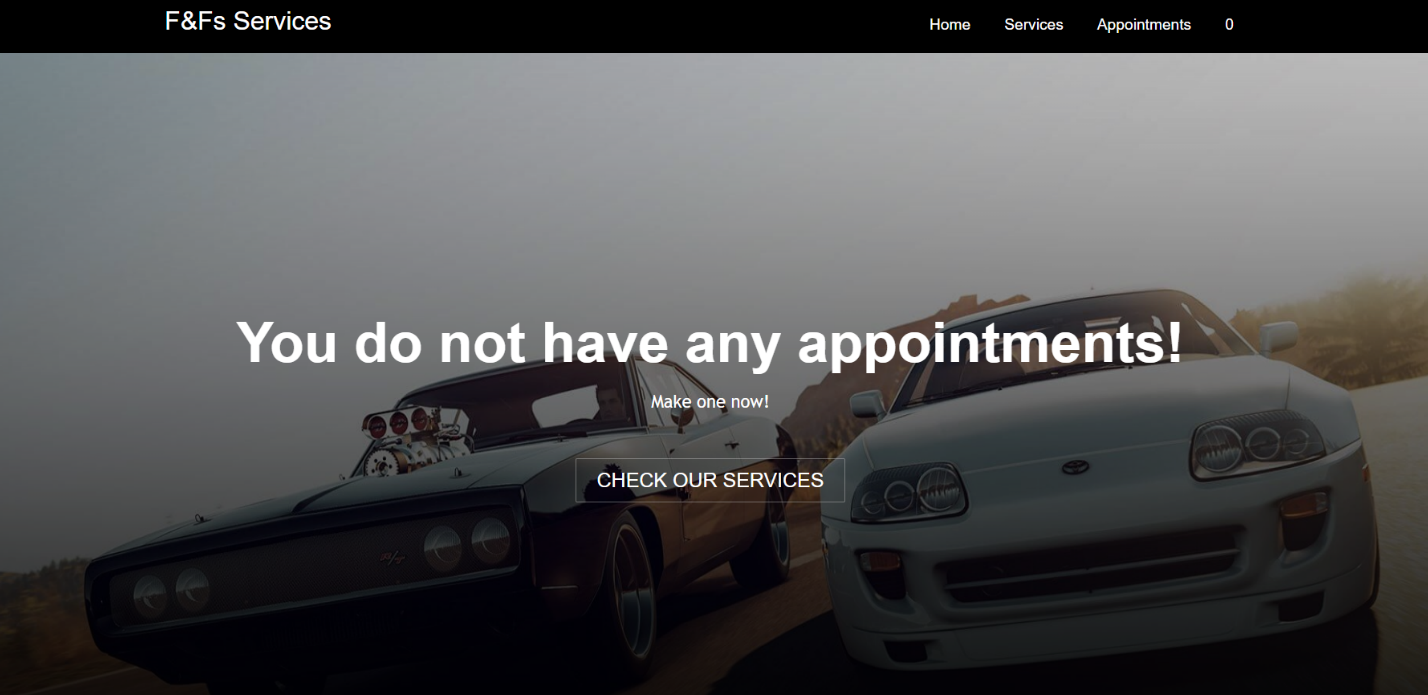 F&Fs Services
Home Services Appointments 0
You do not have any appointments!
Make one now!
CHECK OUR SERVICES
R/T